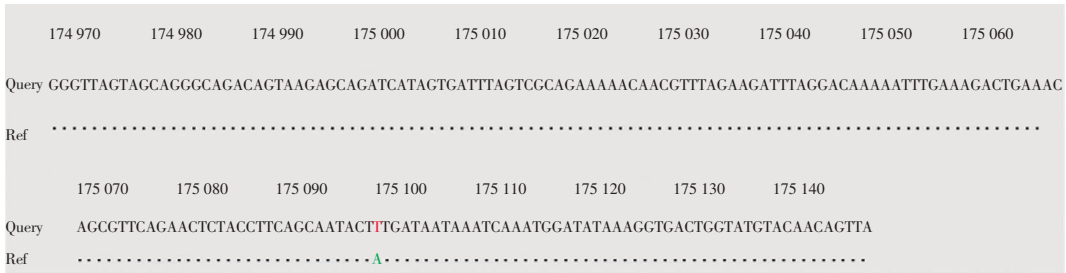 174 970 174 980 174 990 175 000 175 010 175 020 175 030 175 040 175 050 175 060
Query GGGTTAGTAGCAGGGCAGACAGTAAGAGCAGATCATAGTGATTTAGTCGCAGAAAAACAACGTTTAGAAGATTTAGGACAAAAATTTGAAAGACTGAAAC
Ref
175 070 175 080 175 090 175 100 175 110 175 120 175 130 175 140
Query AGCGTTCAGAACTCTACCTTCAGCAATACTTTGATAATAAATCAAATGGATATAAAGGTGACTGGTATGTACAACAGTTA
Ref A